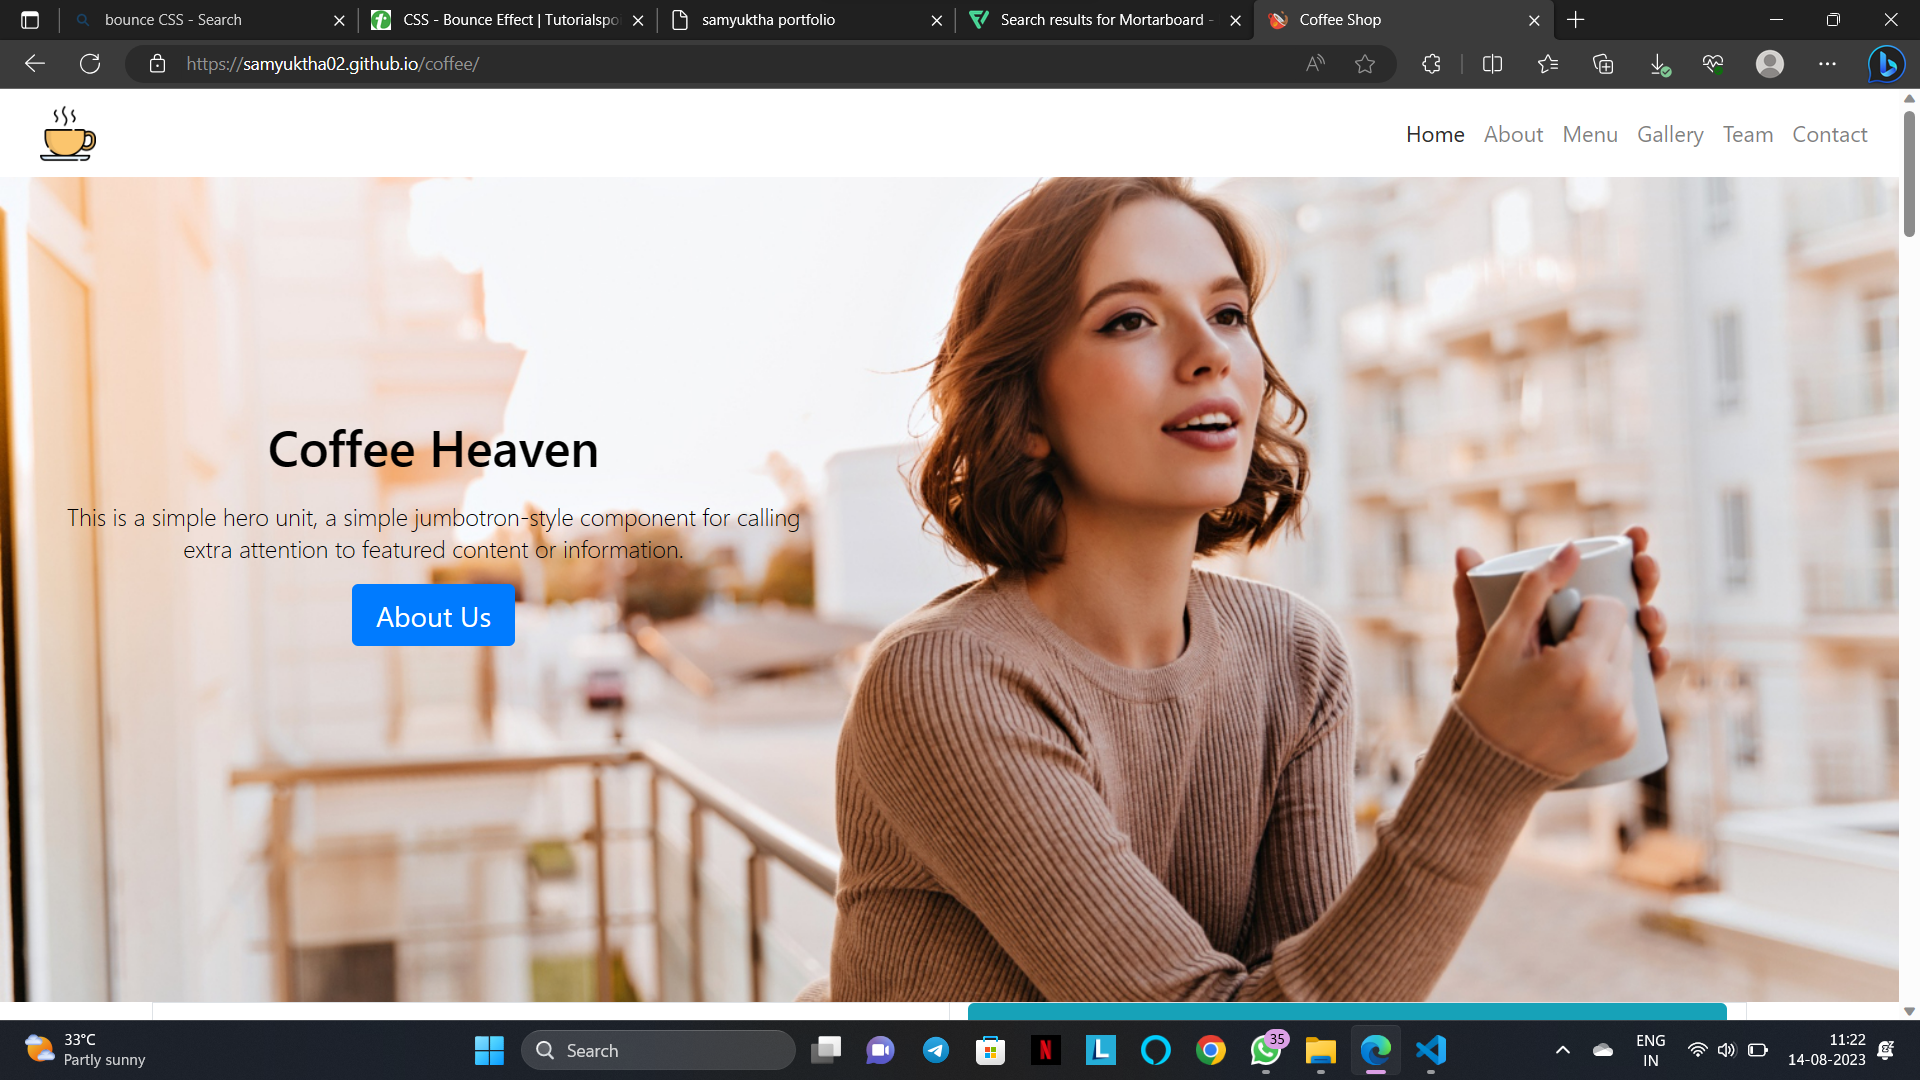 bounce CSS - Search
CSS - Bounce Effect | Tutorialspo
samyuktha portfolio
Search results for Mortarboard -
Coffee Shop
https://samyuktha02.github.io/coffee/
Home About Menu Gallery Team Contact
Coffee Heaven
This is a simple hero unit, a simple jumbotron-style component for calling
extra attention to featured content or information.
About Us
33°C
Partly sunny
Search
35
ENG
IN
11:22
14-08-2023